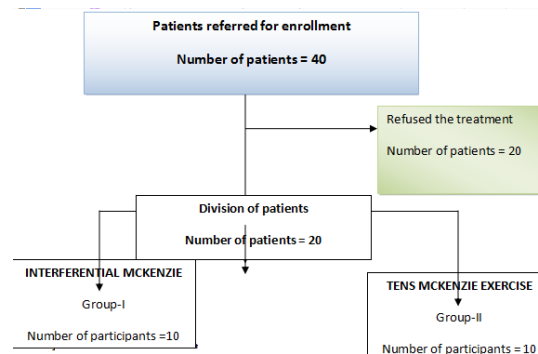 Patients referred for enrollment
Number of patients = 40
Refused the treatment
Number of patients = 20
Division of patients
Number of patients = 20
INTERFERENTIAL MCKENZIE
Group-I
Number of participants =10
TENS MCKENZIE EXERCISE
Group-II
Number of participants = 10